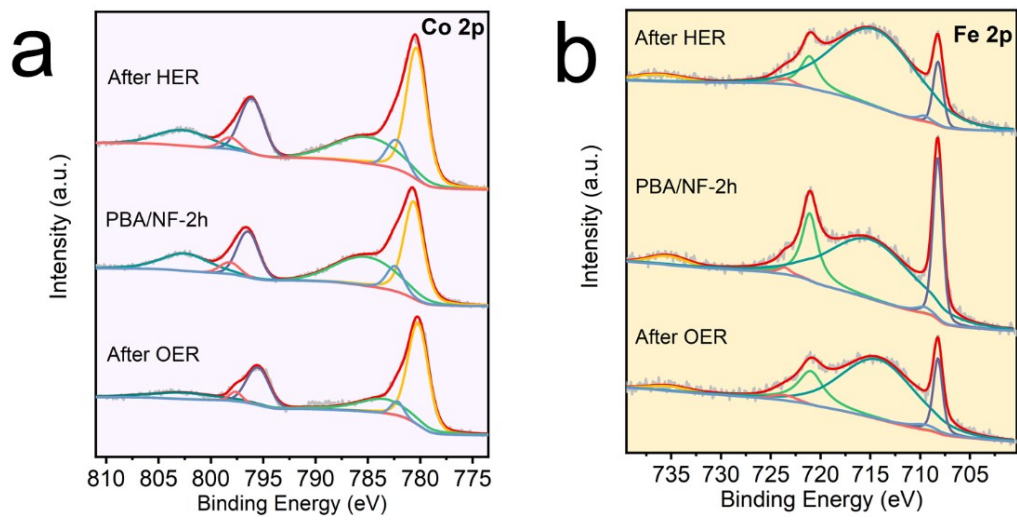 a
Co 2p
After HER
PBA/NF-2h
After OER
Intensity (a.u.)
810 805 800 795 790 785 780 775
Binding Energy (eV)
b
Fe 2p
After HER
PBA/NF-2h
After OER
Intensity (a.u.)
735 730 725 720 715 710 705
Binding Energy (eV)